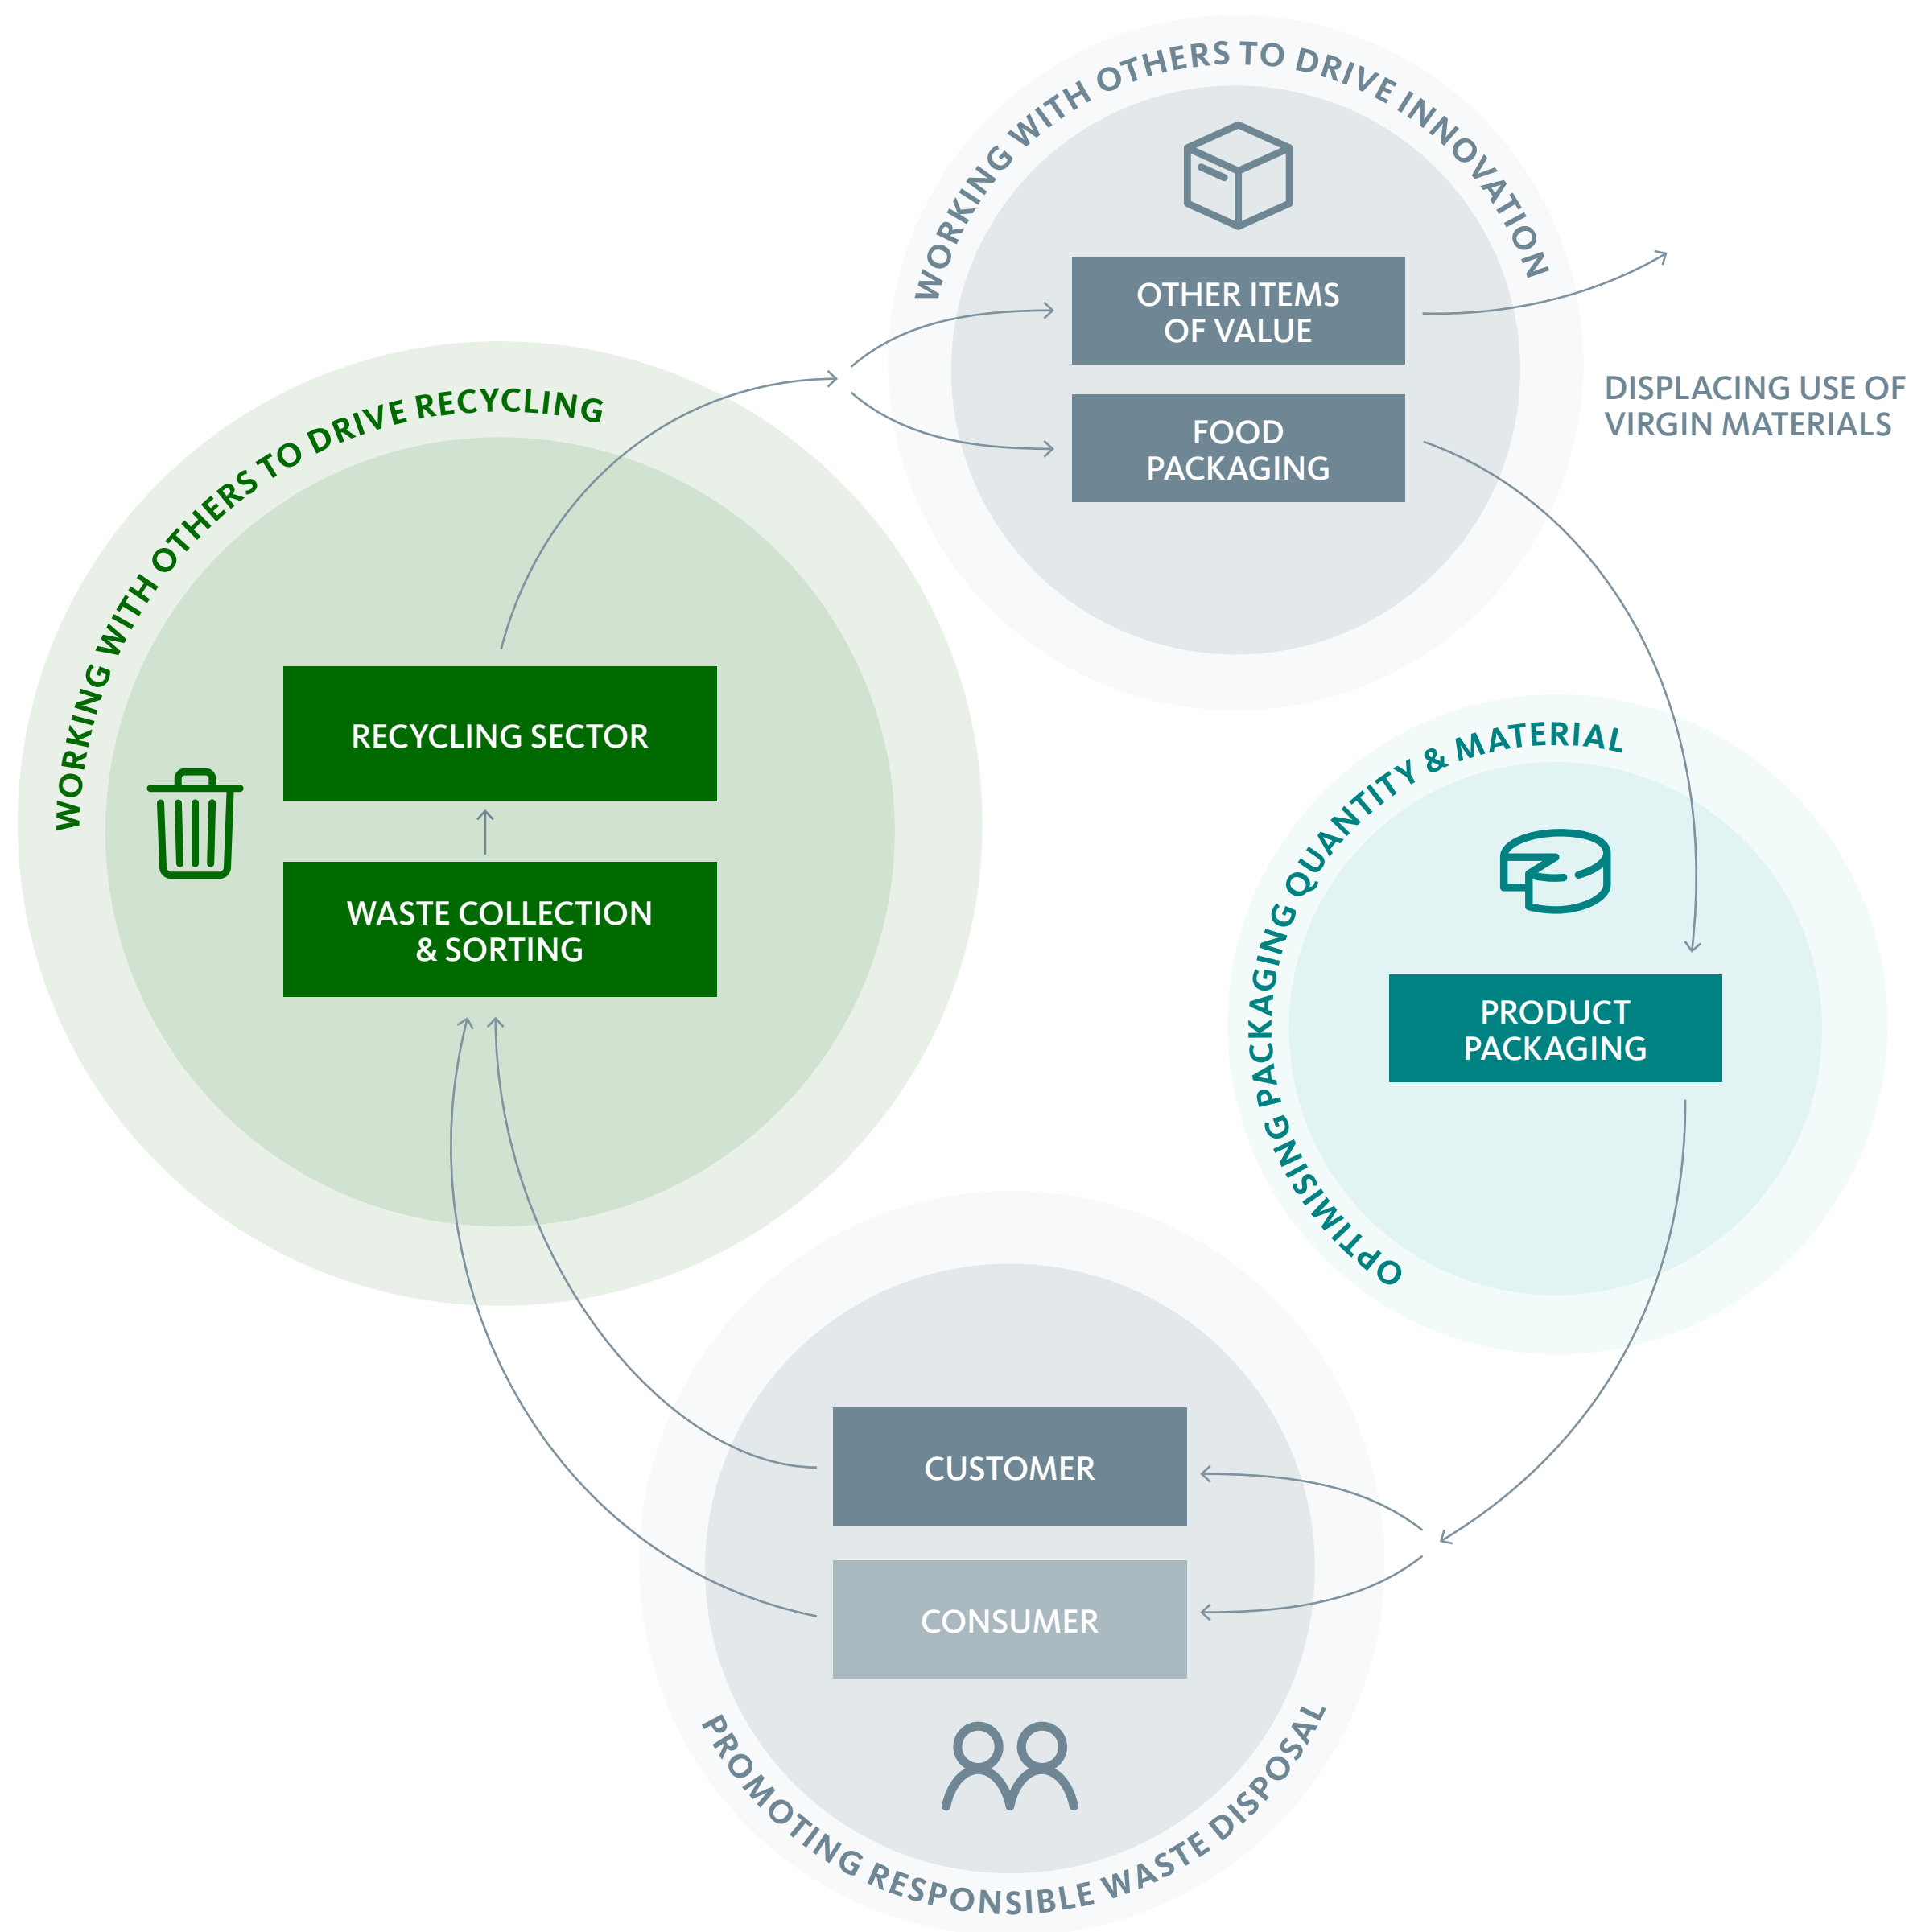 WORKING WITH OTHERS TO DRIVE INNOVATION
OTHER ITEMS
OF VALUE
FOOD
PACKAGING
DISPLACING USE OF
VIRGIN MATERIALS
WORKING WITH OTHERS TO DRIVE RECYCLING
RECYCLING SECTOR
WASTE COLLECTION
& SORTING
OPTIMISING PACKAGING QUANTITY & MATERIAL
PRODUCT
PACKAGING
CUSTOMER
CONSUMER
PROMOTING RESPONSIBLE WASTE DISPOSAL